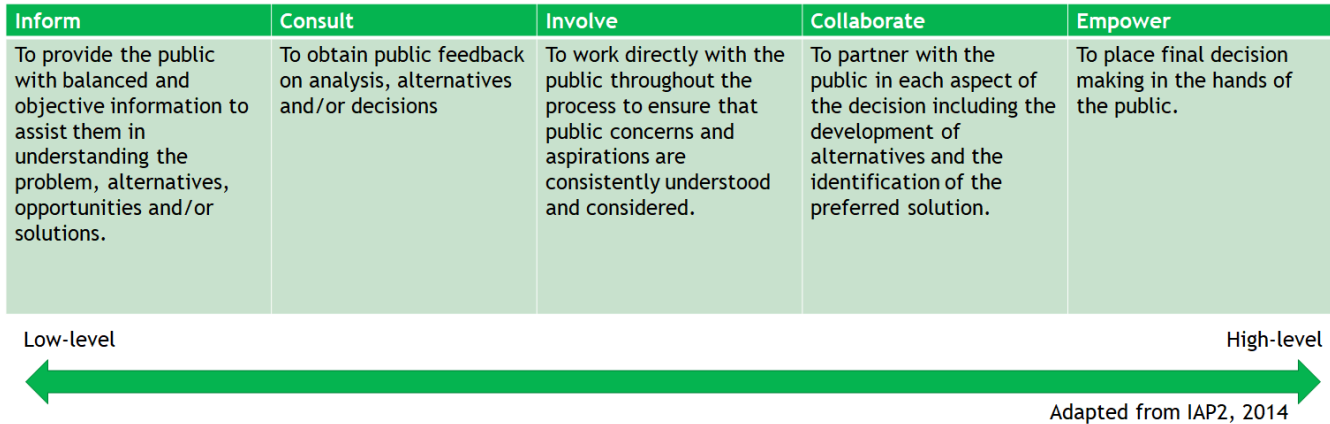 Inform
To provide the public
with balanced and
objective information to
assist them in
understanding the
problem, alternatives,
opportunities and/or
solutions.
Consult
To obtain public feedback
on analysis, alternatives
and/or decisions
Involve
To work directly with the
public throughout the
process to ensure that
public concerns and
aspirations are
consistently understood
and considered.
Collaborate
To partner with the
public in each aspect of
the decision including the
development of
alternatives and the
identification of the
preferred solution.
Empower
To place final decision
making in the hands of
the public.
Low-level
High-level
Adapted from IAP2, 2014